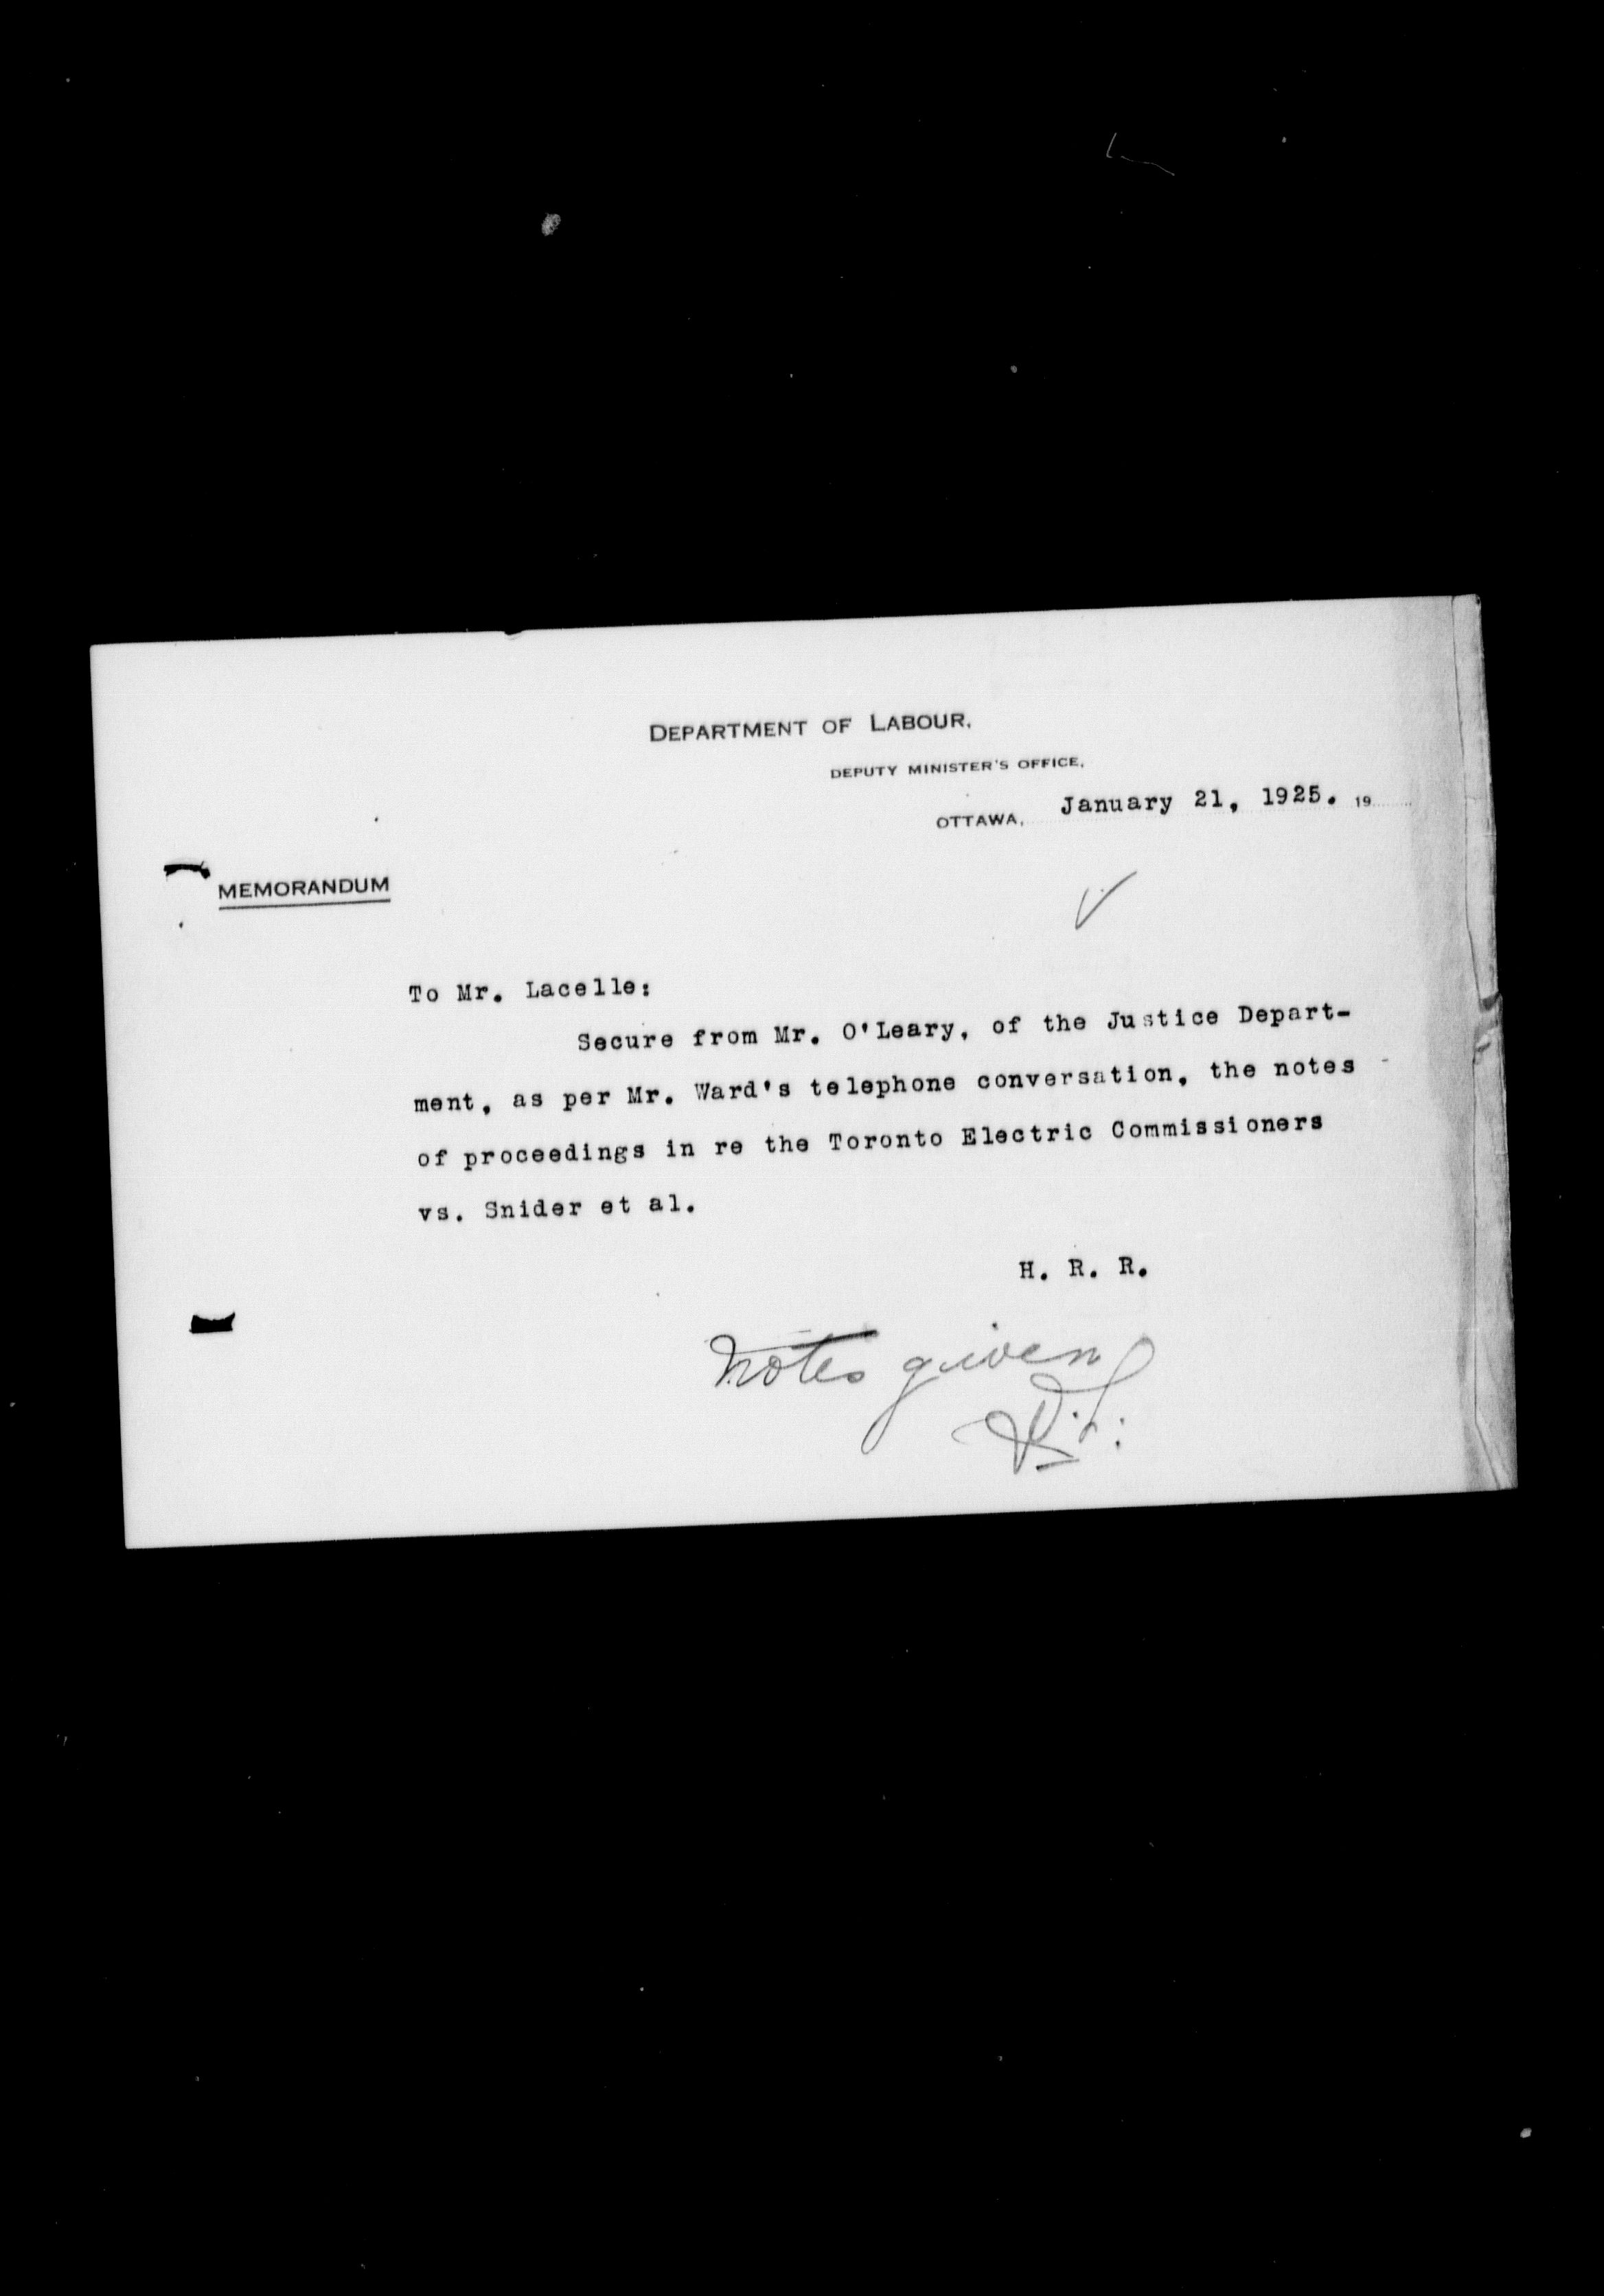 DEPARTMENT OF LABOUR,
DEPUTY MINISTER'S OFFICE,
OTTAWA, January 21, 1925. 19
MEMORANDUM
To Mr. Lacelle:
Secure from Mr. O'Leary, of the Justice Depart-
ment, as per Mr. Ward's telephone conversation, the notes
of proceedings in re the Toronto Electric Commissioners
vs. Snider et al.
H. R. R.
Notes given